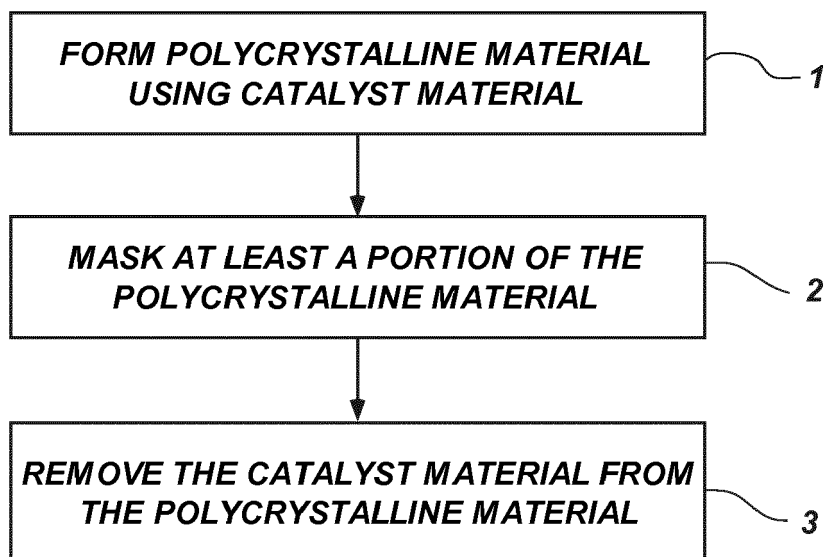 FORM POLYCRYSTALLINE MATERIAL
USING CATALYST MATERIAL
1
MASK AT LEAST A PORTION OF THE
POLYCRYSTALLINE MATERIAL
2
REMOVE THE CATALYST MATERIAL FROM
THE POLYCRYSTALLINE MATERIAL
3